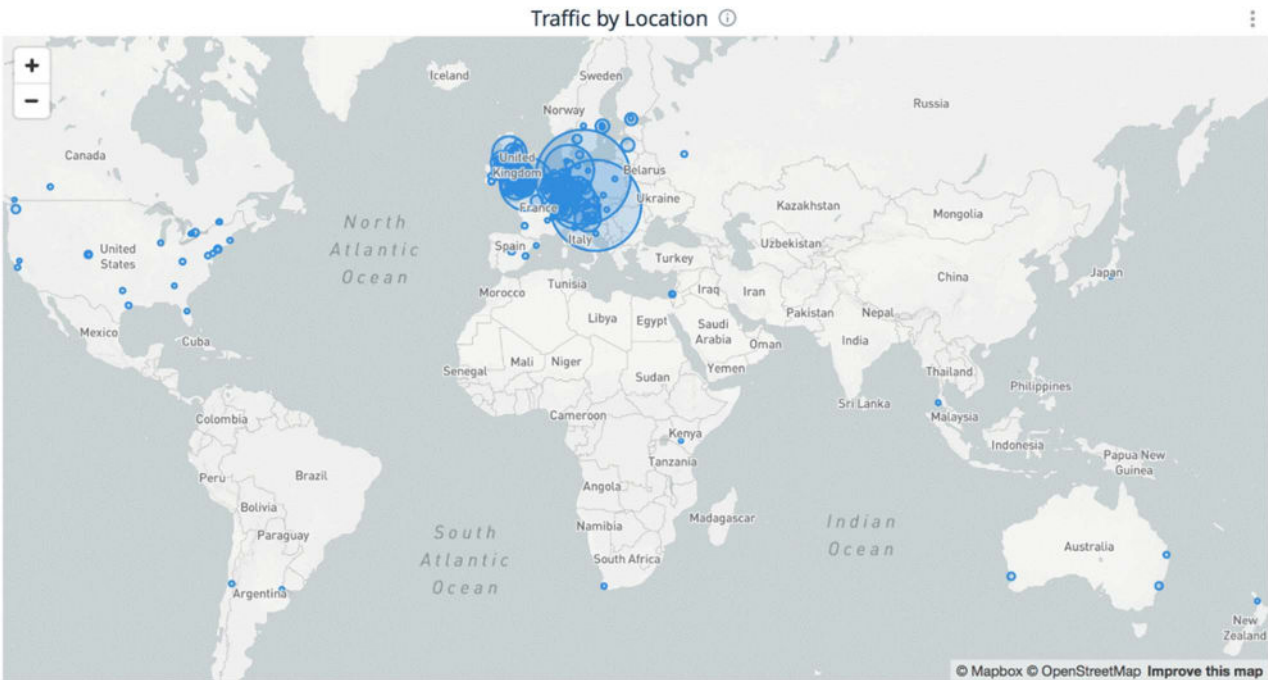 Traffic by Location
+
−
Iceland
Sweden
Norway
Russia
Canada
United
Kingdom
Belarus
Ukraine
France
Kazakhstan
Mongolia
North
Atlantic
Ocean
United
States
Spain
Italy
Uzbekistan
Turkey
China
Japan
Morocco
Tunisia
Iraq
Iran
Pakistan
Nepal
Mexico
Cuba
Libya
Egypt
Saudi
Arabia
Oman
India
Senegal
Mali
Niger
Sudan
Yemen
Thailand
Philippines
Sri Lanka
Colombia
Cameroon
Malaysia
Kenya
Indonesia
Papua New
Guinea
Tanzania
Peru
Brazil
Angola
Bolivia
Madagascar
Namibia
South
Atlantic
Ocean
Indian
Ocean
Paraguay
South Africa
Australia
Argentina
New
Zealand
© Mapbox © OpenStreetMap Improve this map